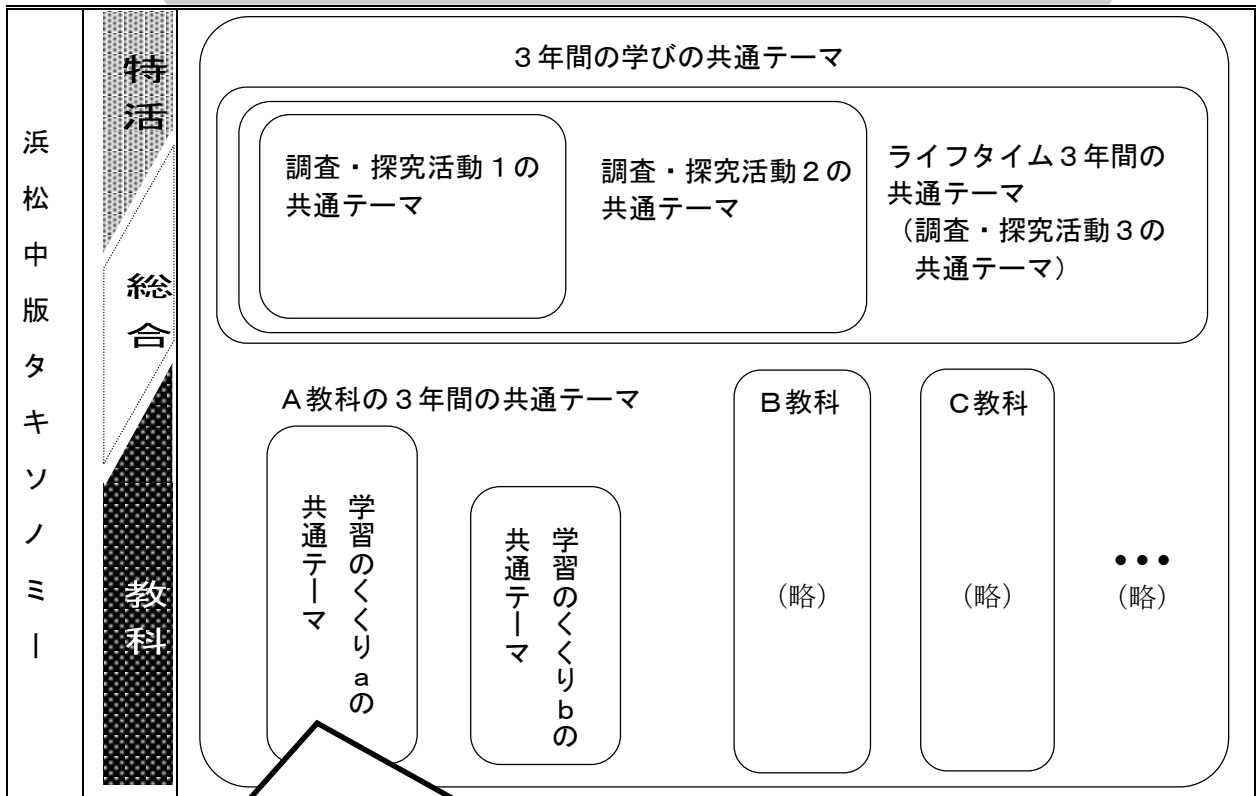 浜松中版タキソノミー
特活
総合
教科
３年間の学びの共通テーマ
調査・探究活動１の
共通テーマ
調査・探究活動２の
共通テーマ
ライフタイム３年間の
共通テーマ
（調査・探究活動３の
共通テーマ）
Ａ教科の３年間の共通テーマ
学習のくくりａの
共通テーマ
学習のくくりｂの
共通テーマ
Ｂ教科
（略）
Ｃ教科
（略）
•••
（略）